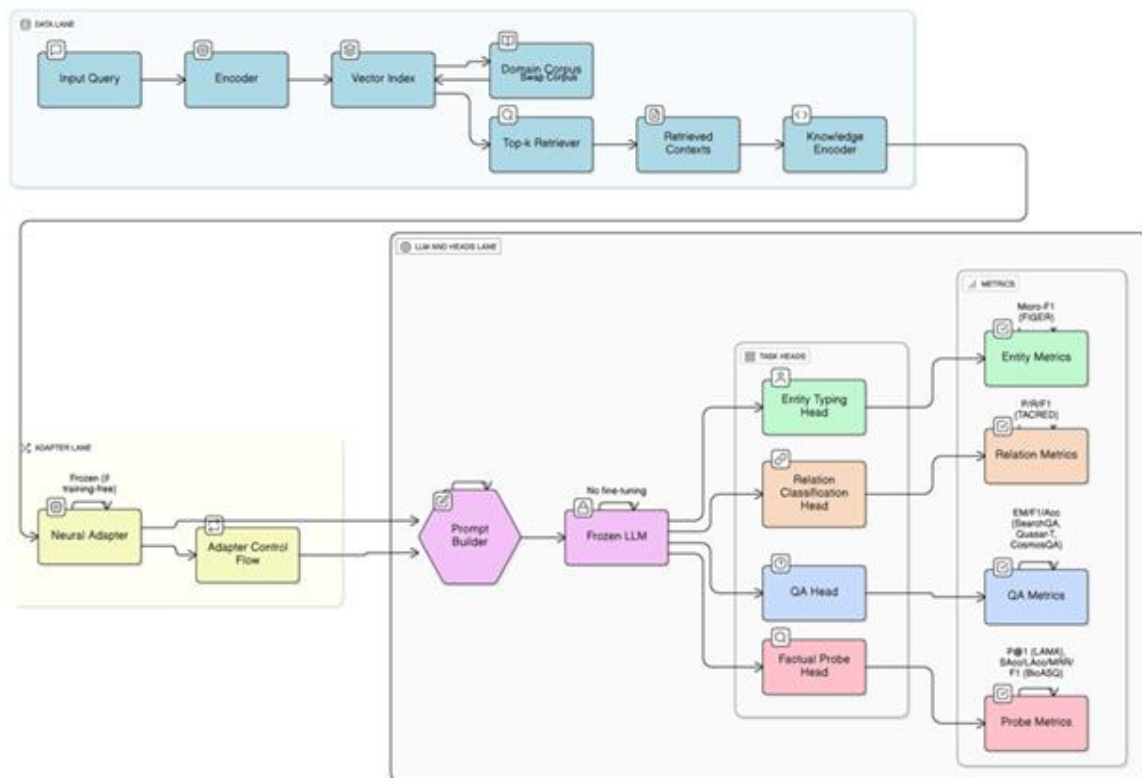 DATA LANE
Input Query
Encoder
Vector Index
Domain Corpus
Swap Corpus
Top-k Retriever
Retrieved
Contexts
Knowledge
Encoder
LLM AND HEADS LANE
METRICS
Micro-F1
(FIGER)
Entity Metrics
TASK HEADS
Entity Typing
Head
P/R/F1
(TACRED)
Relation Metrics
ADAPTER LANE
Frozen (if
training-free)
Neural Adapter
Adapter Control
Flow
Prompt
Builder
No fine-tuning
Frozen LLM
Relation
Classification
Head
EM/F1/Acc
(SearchQA,
Quasar-T,
CosmosQA)
QA Head
QA Metrics
Factual Probe
Head
P@1 (LAMA),
SAcc/LAcc/MRR/
F1 (BioASQ)
Probe Metrics